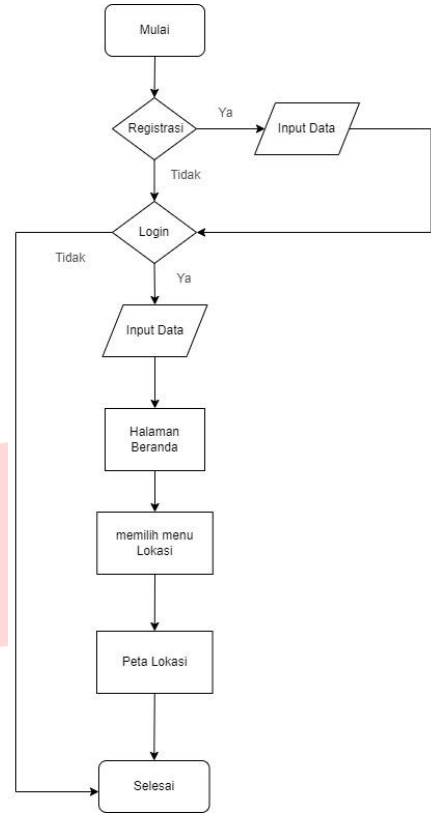 Mulai
Registrasi
Ya
Input Data
Tidak
Login
Tidak
Ya
Input Data
Halaman
Beranda
memilih menu
Lokasi
Peta Lokasi
Selesai